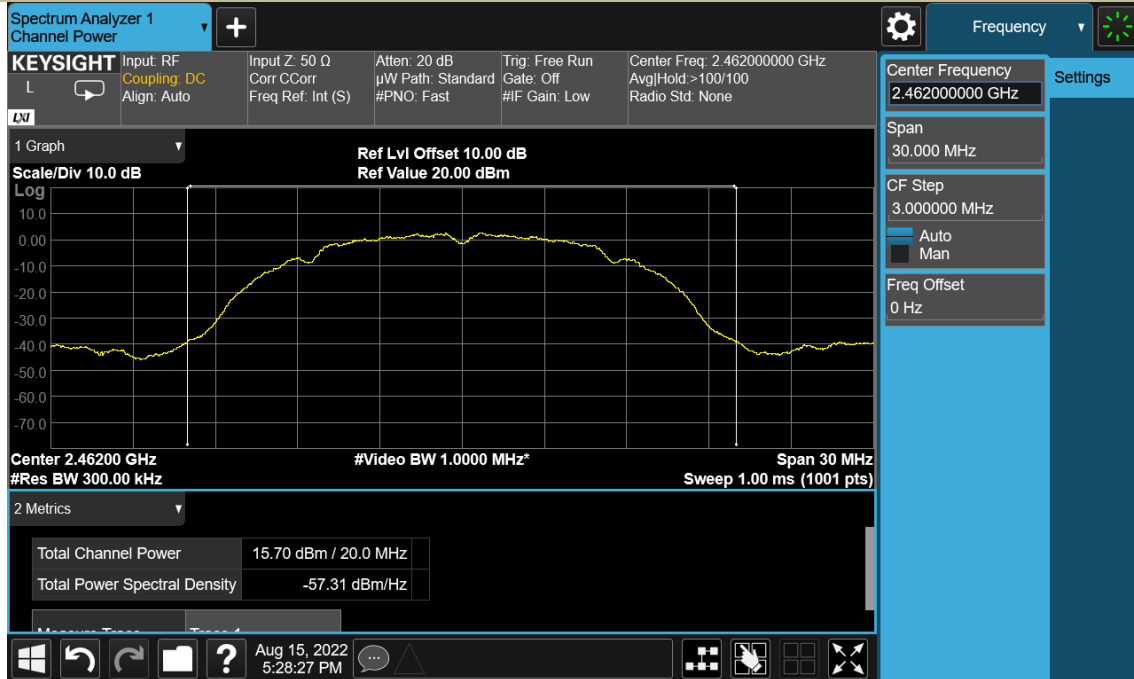 Spectrum Analyzer 1
Channel Power
Frequency
KEYSIGHT
L
LXI
Input: RF
Coupling: DC
Align: Auto
Input Z: 50 Ω
Corr CCorr
Freq Ref: Int (S)
Atten: 20 dB
µW Path: Standard
#PNO: Fast
Trig: Free Run
Gate: Off
#IF Gain: Low
Center Freq: 2.462000000 GHz
Avg|Hold:>100/100
Radio Std: None
Center Frequency
2.462000000 GHz
Settings
Span
30.000 MHz
CF Step
3.000000 MHz
Auto
Man
Freq Offset
0 Hz
1 Graph
Scale/Div 10.0 dB
Ref Lvl Offset 10.00 dB
Ref Value 20.00 dBm
Log
10.0
0.00
-10.0
-20.0
-30.0
-40.0
-50.0
-60.0
-70.0
Center 2.46200 GHz
#Video BW 1.0000 MHz*
Span 30 MHz
#Res BW 300.00 kHz
Sweep 1.00 ms (1001 pts)
2 Metrics
Total Channel Power 15.70 dBm / 20.0 MHz
Total Power Spectral Density -57.31 dBm/Hz
Measure Trace Trace 1
Aug 15, 2022
5:28:27 PM